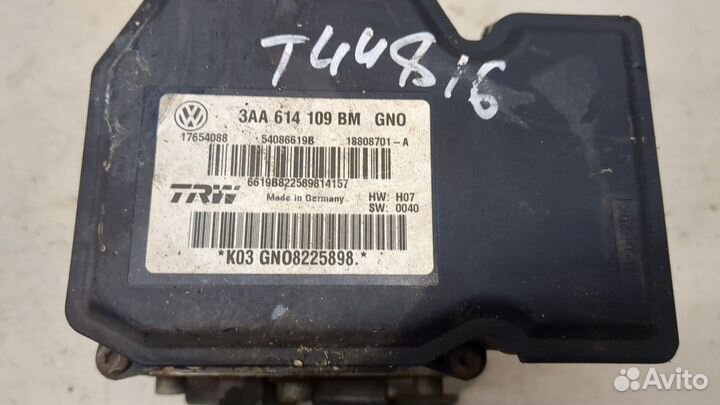 T44816
3AA 614 109 BM GNO
17654088 54086619B 18808701-A
6619B822589814157
TRW Made in Germany HW: H07
SW: 0040
*K03 GNO8225898.*
Avito